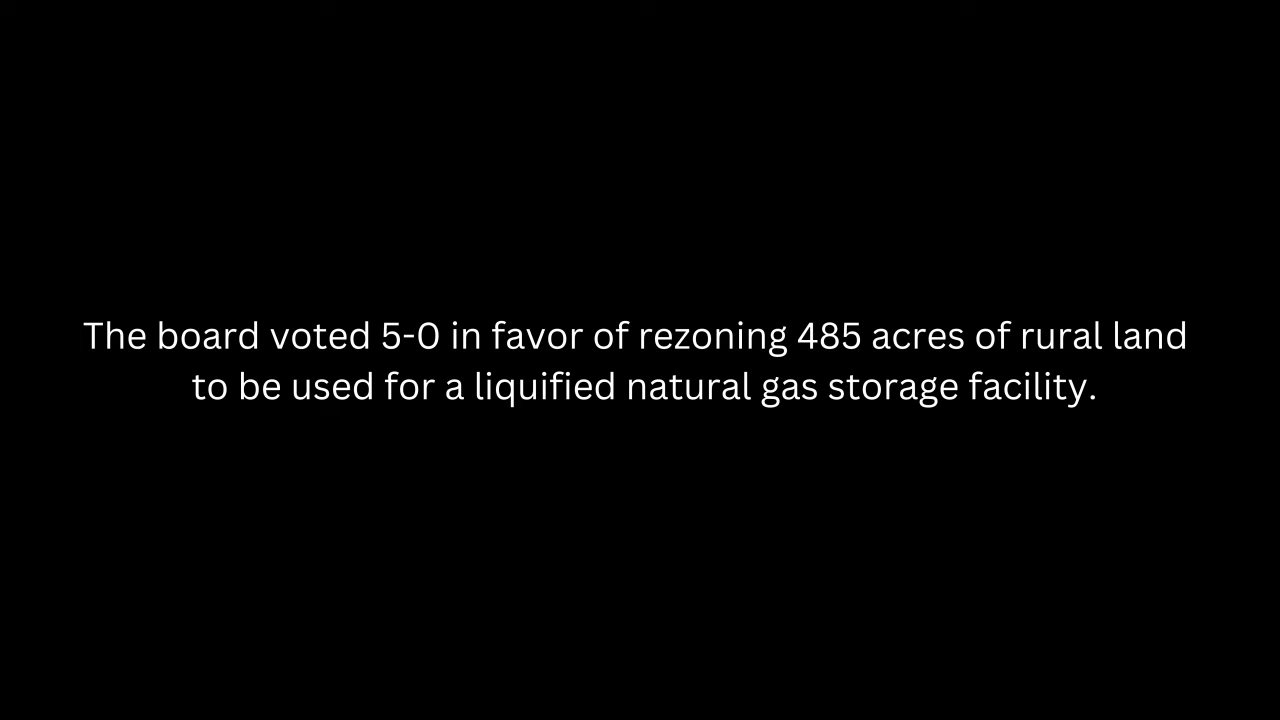 The board voted 5-0 in favor of rezoning 485 acres of rural land
to be used for a liquified natural gas storage facility.